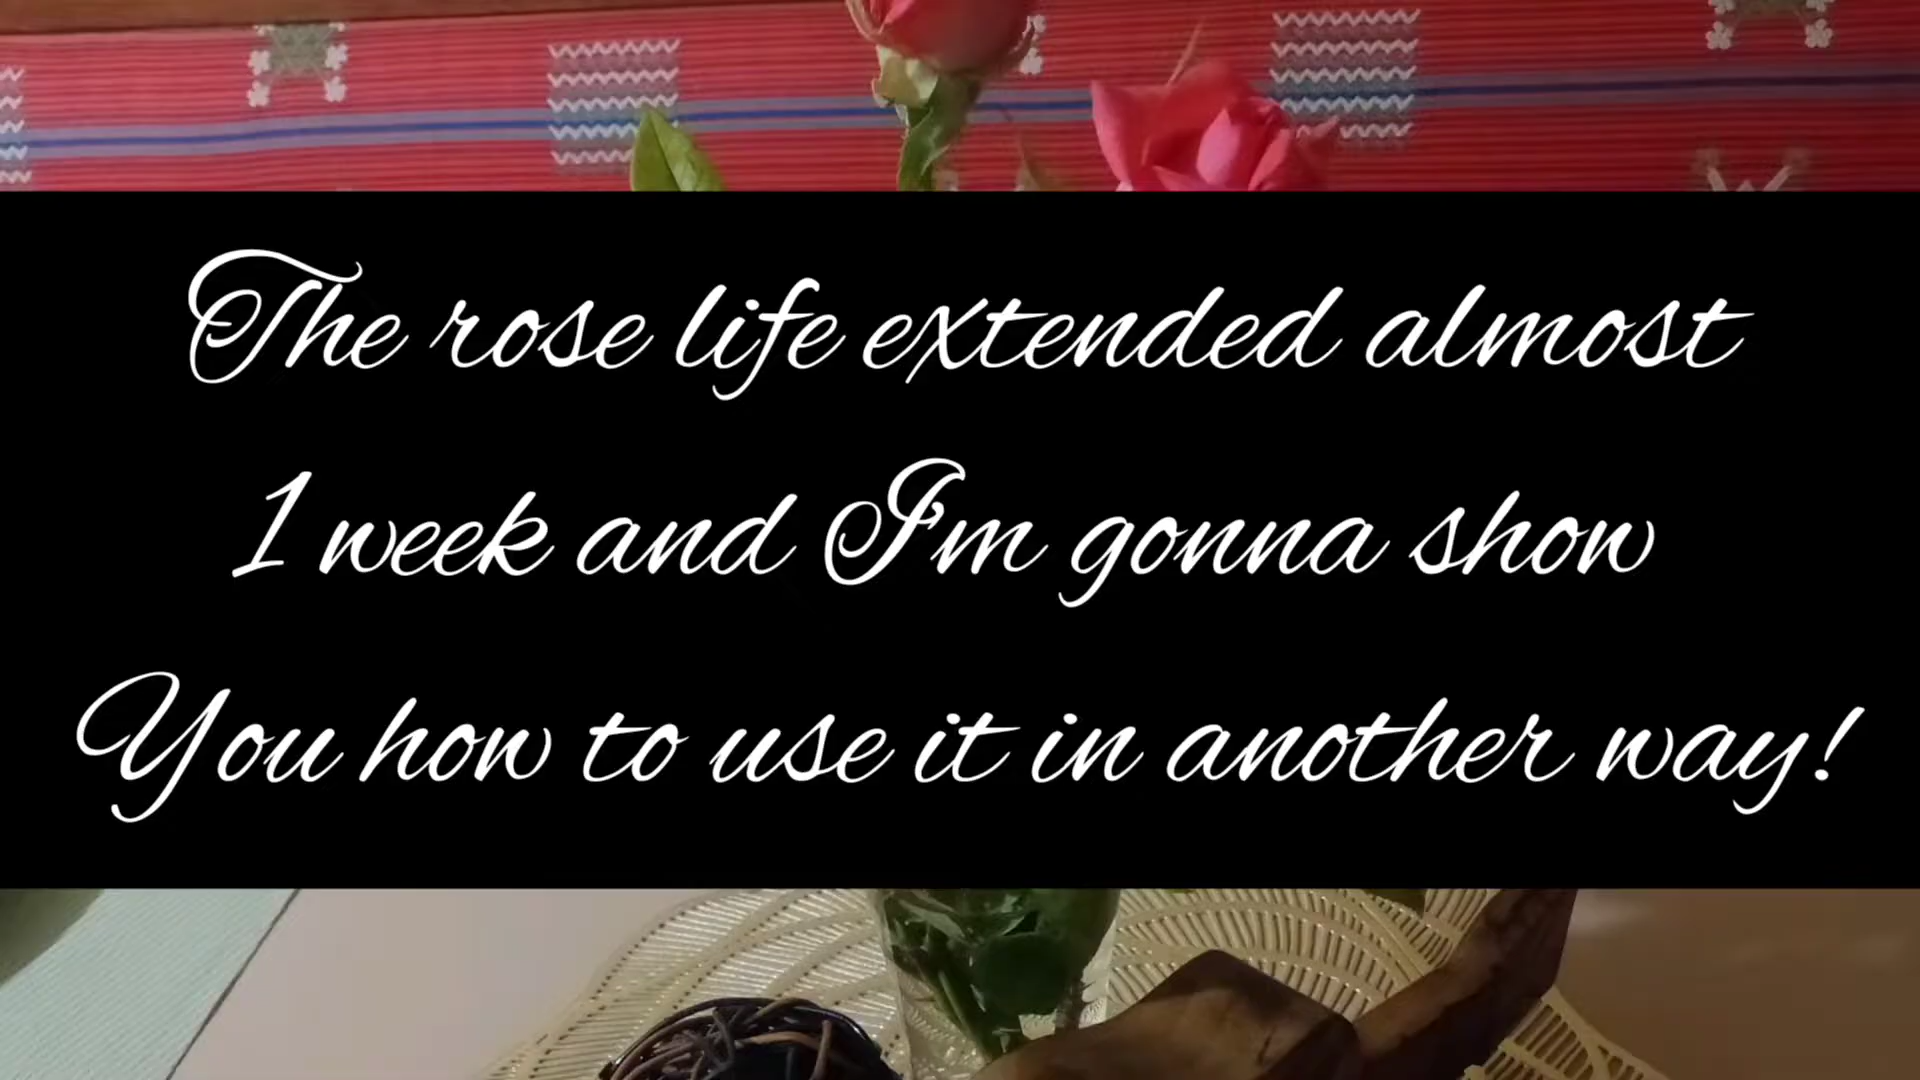 The rose life extended almost
1 week and I'm gonna show
You how to use it in another way!